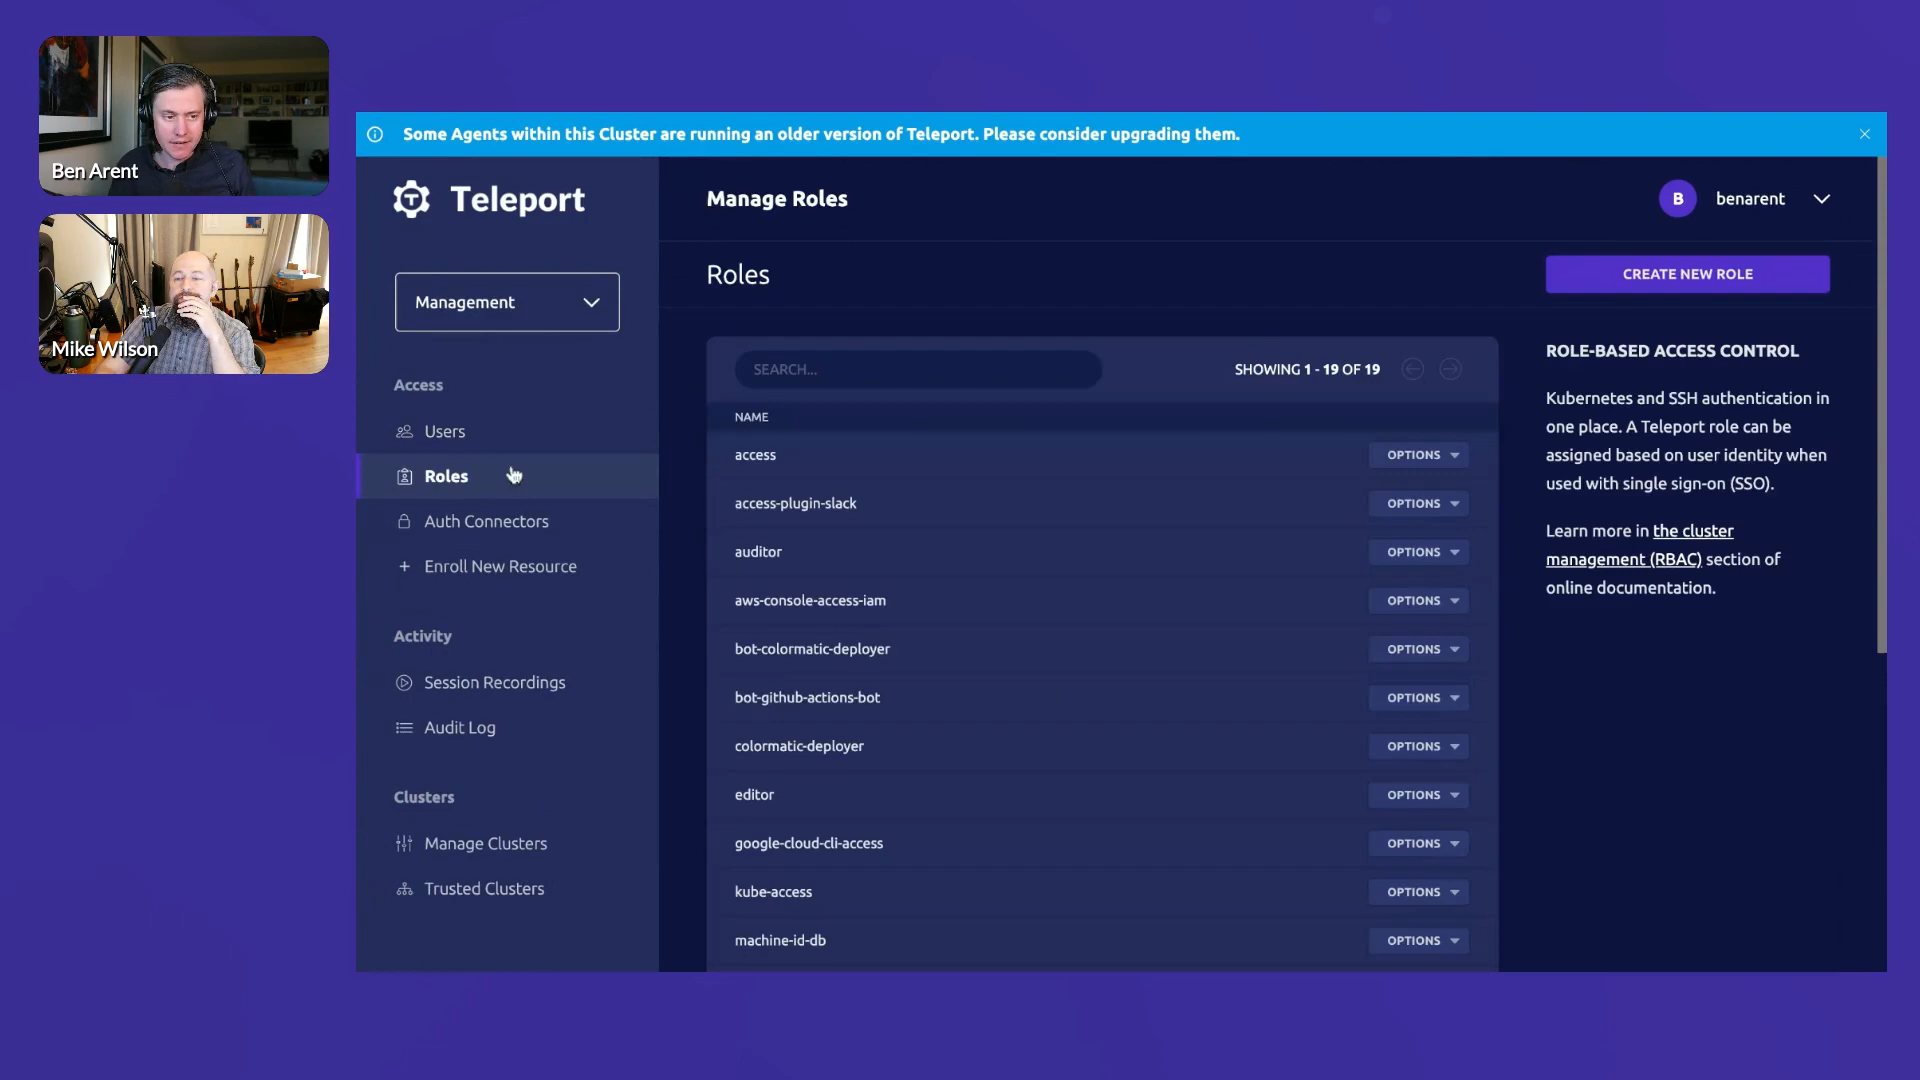 Ben Arent
Mike Wilson
Some Agents within this Cluster are running an older version of Teleport. Please consider upgrading them.
Teleport
Management
Access
Users
Roles
Auth Connectors
Enroll New Resource
Activity
Session Recordings
Audit Log
Clusters
Manage Clusters
Trusted Clusters
Manage Roles
B benarent
Roles
CREATE NEW ROLE
SEARCH...
SHOWING 1 - 19 OF 19
NAME
access OPTIONS
access-plugin-slack OPTIONS
auditor OPTIONS
aws-console-access-iam OPTIONS
bot-colormatic-deployer OPTIONS
bot-github-actions-bot OPTIONS
colormatic-deployer OPTIONS
editor OPTIONS
google-cloud-cli-access OPTIONS
kube-access OPTIONS
machine-id-db OPTIONS
ROLE-BASED ACCESS CONTROL
Kubernetes and SSH authentication in
one place. A Teleport role can be
assigned based on user identity when
used with single sign-on (SSO).
Learn more in the cluster
management (RBAC) section of
online documentation.